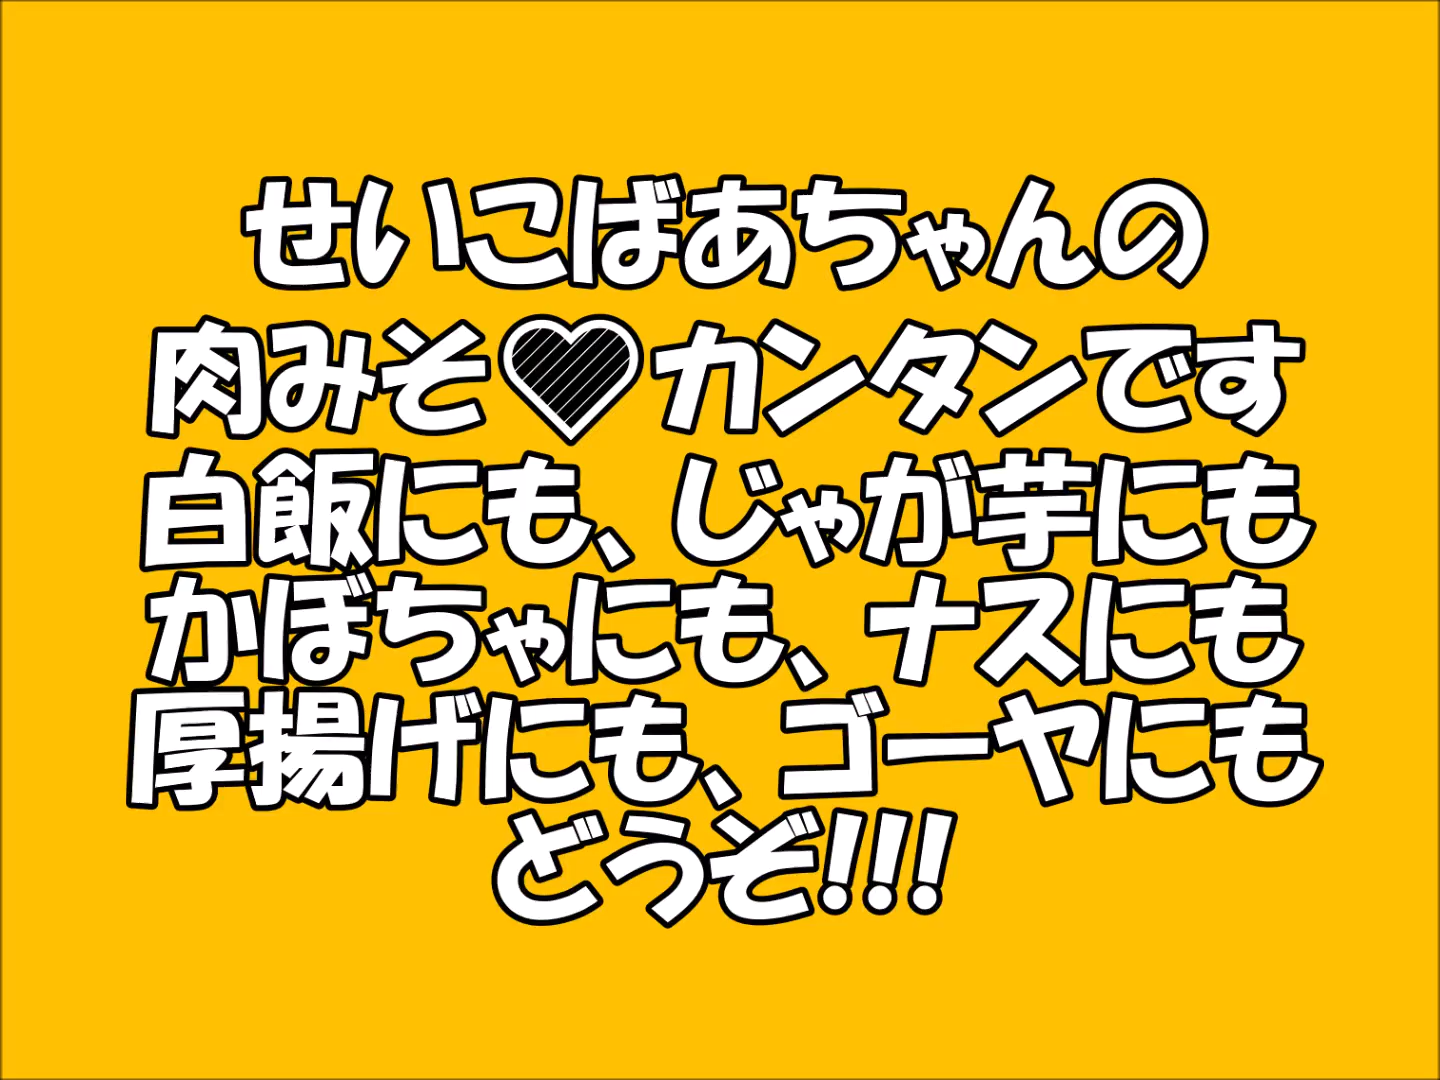 せいこばあちゃんの
肉みそ♥カンタンです
白飯にも、じゃが芋にも
かぼちゃにも、ナスにも
厚揚げにも、ゴーヤにも
どうぞ!!!